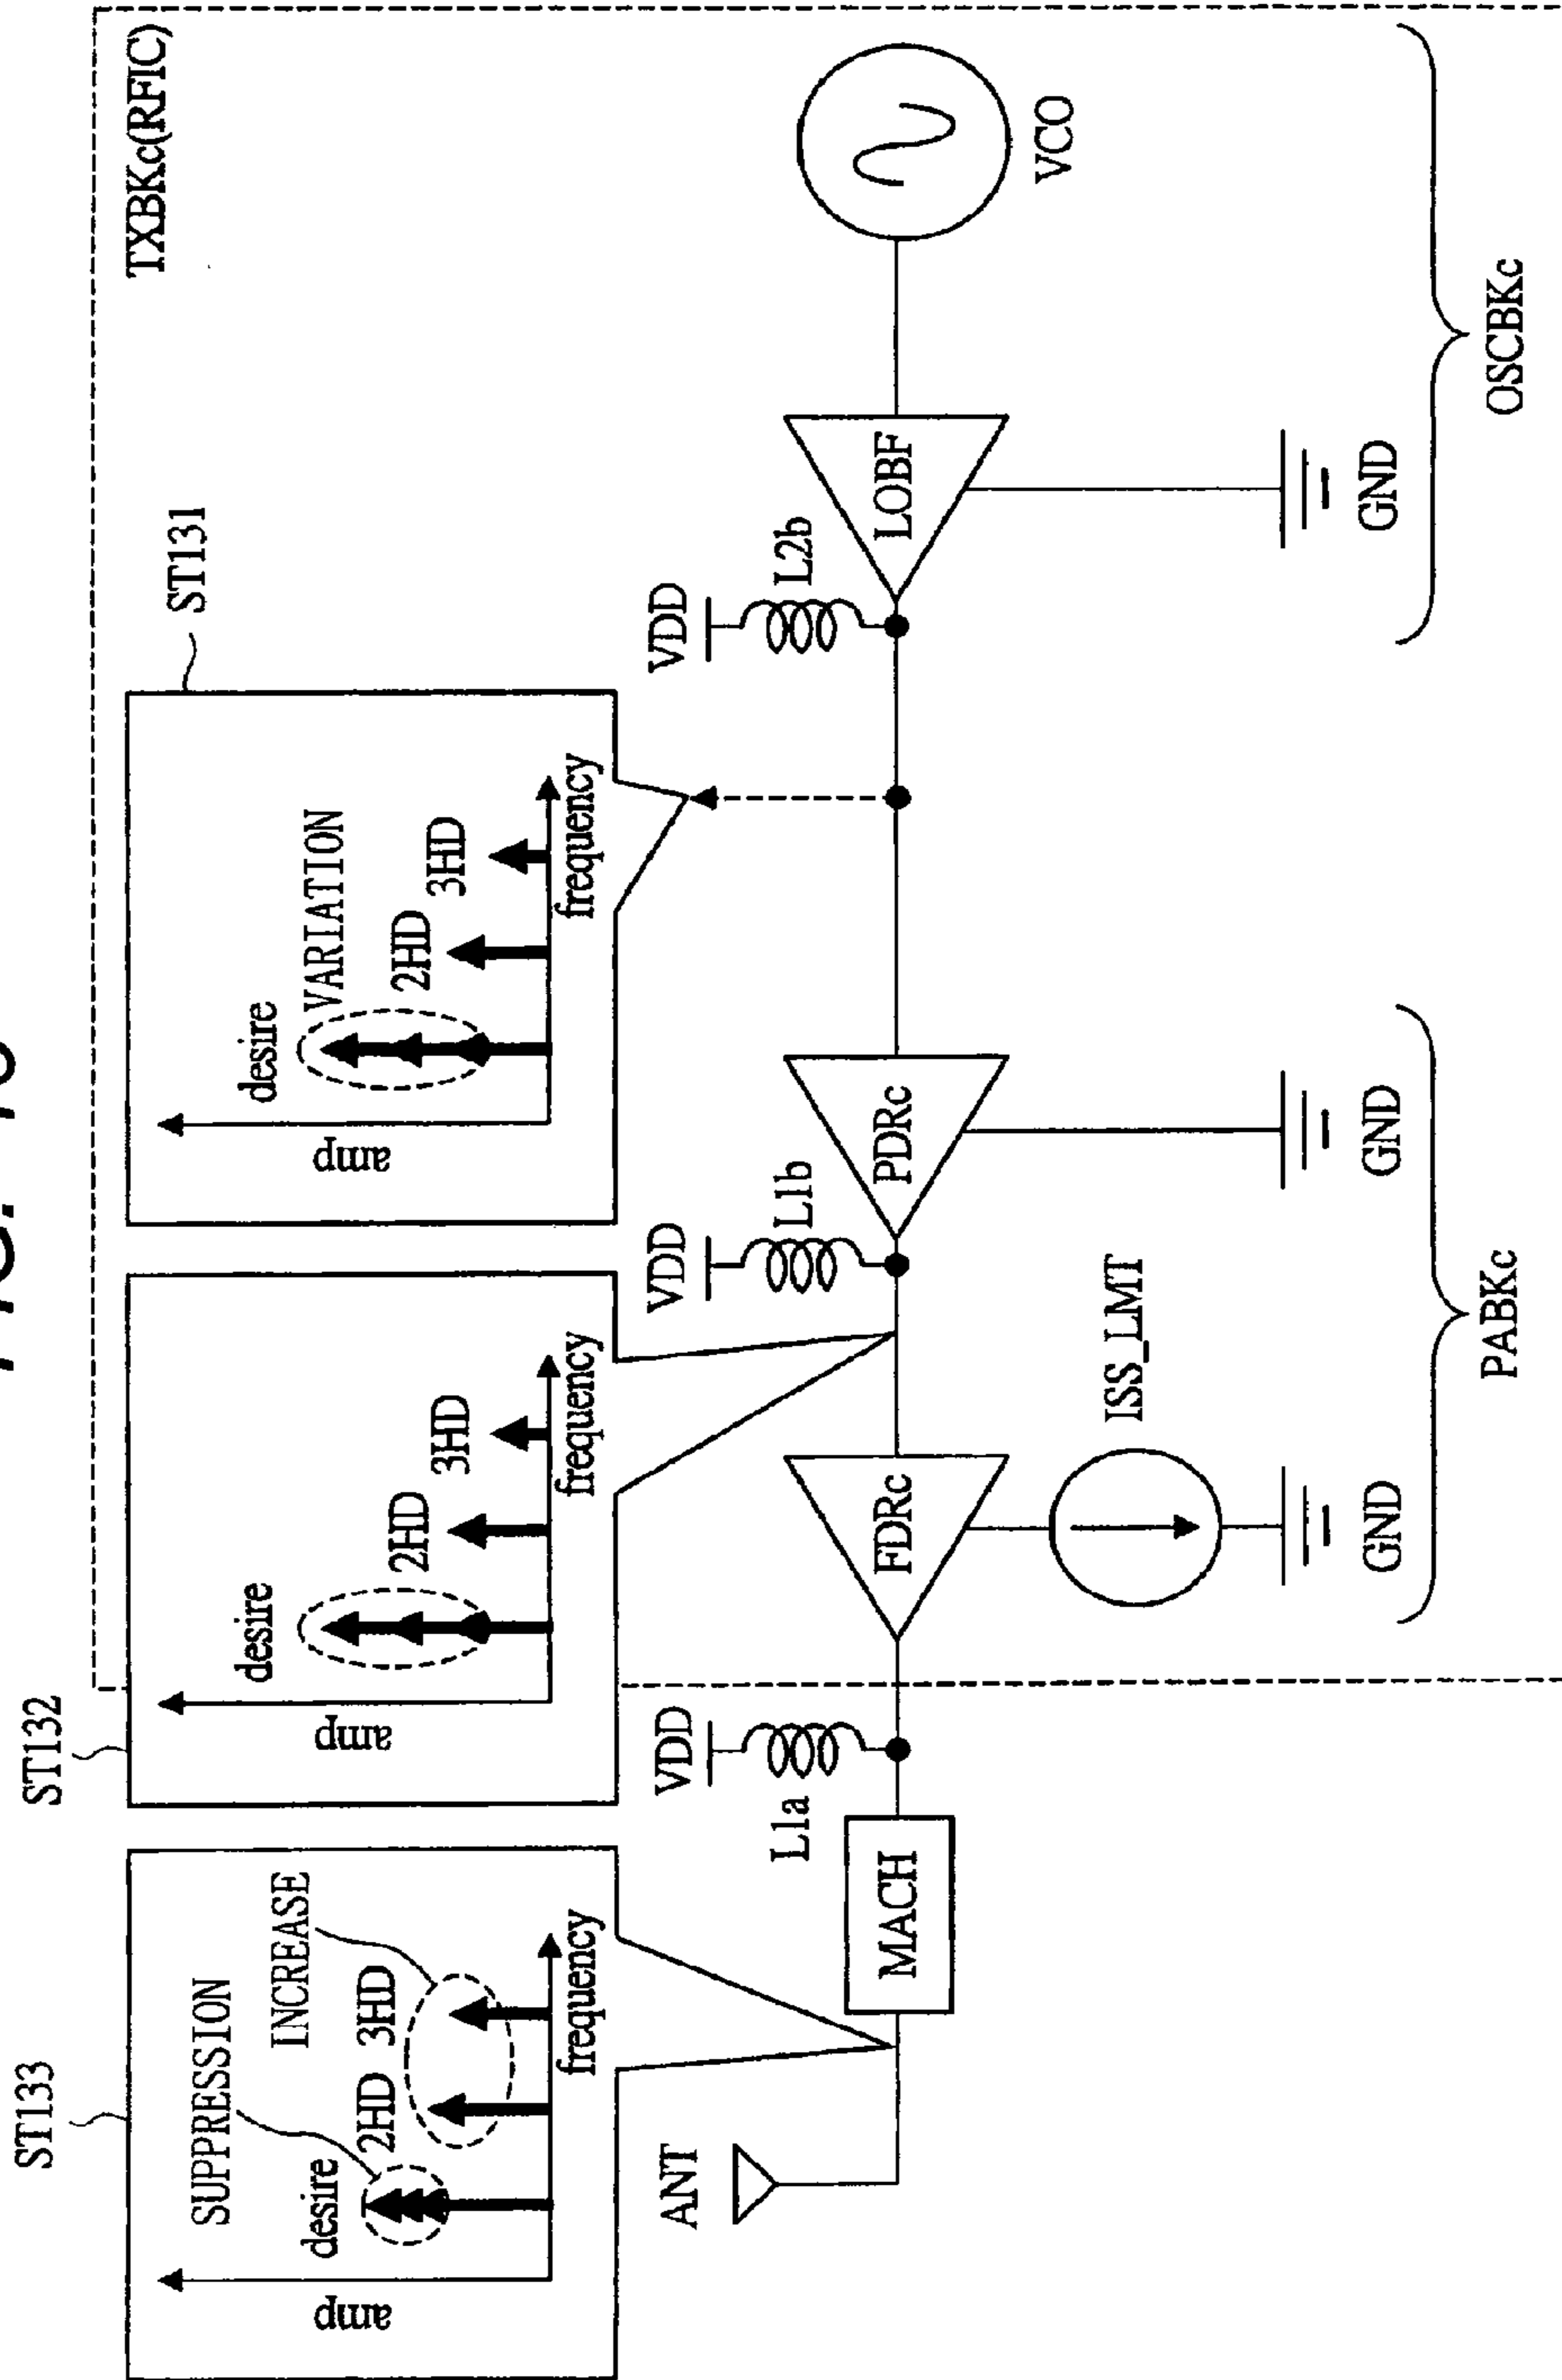 TXBKc(RFIC)
ST133
SUPPRESSION
INCREASE
desire
2HD
3HD
amp
frequency
ST132
desire
2HD
3HD
amp
frequency
ST131
desire
VARIATION
2HD
3HD
amp
frequency
ANT
MACH
L1a
VDD
FDRc
ISS_LMT
GND
VDD
L1b
PDRc
GND
PABKc
VDD
L2b
LOBF
GND
VCO
OSCBKc